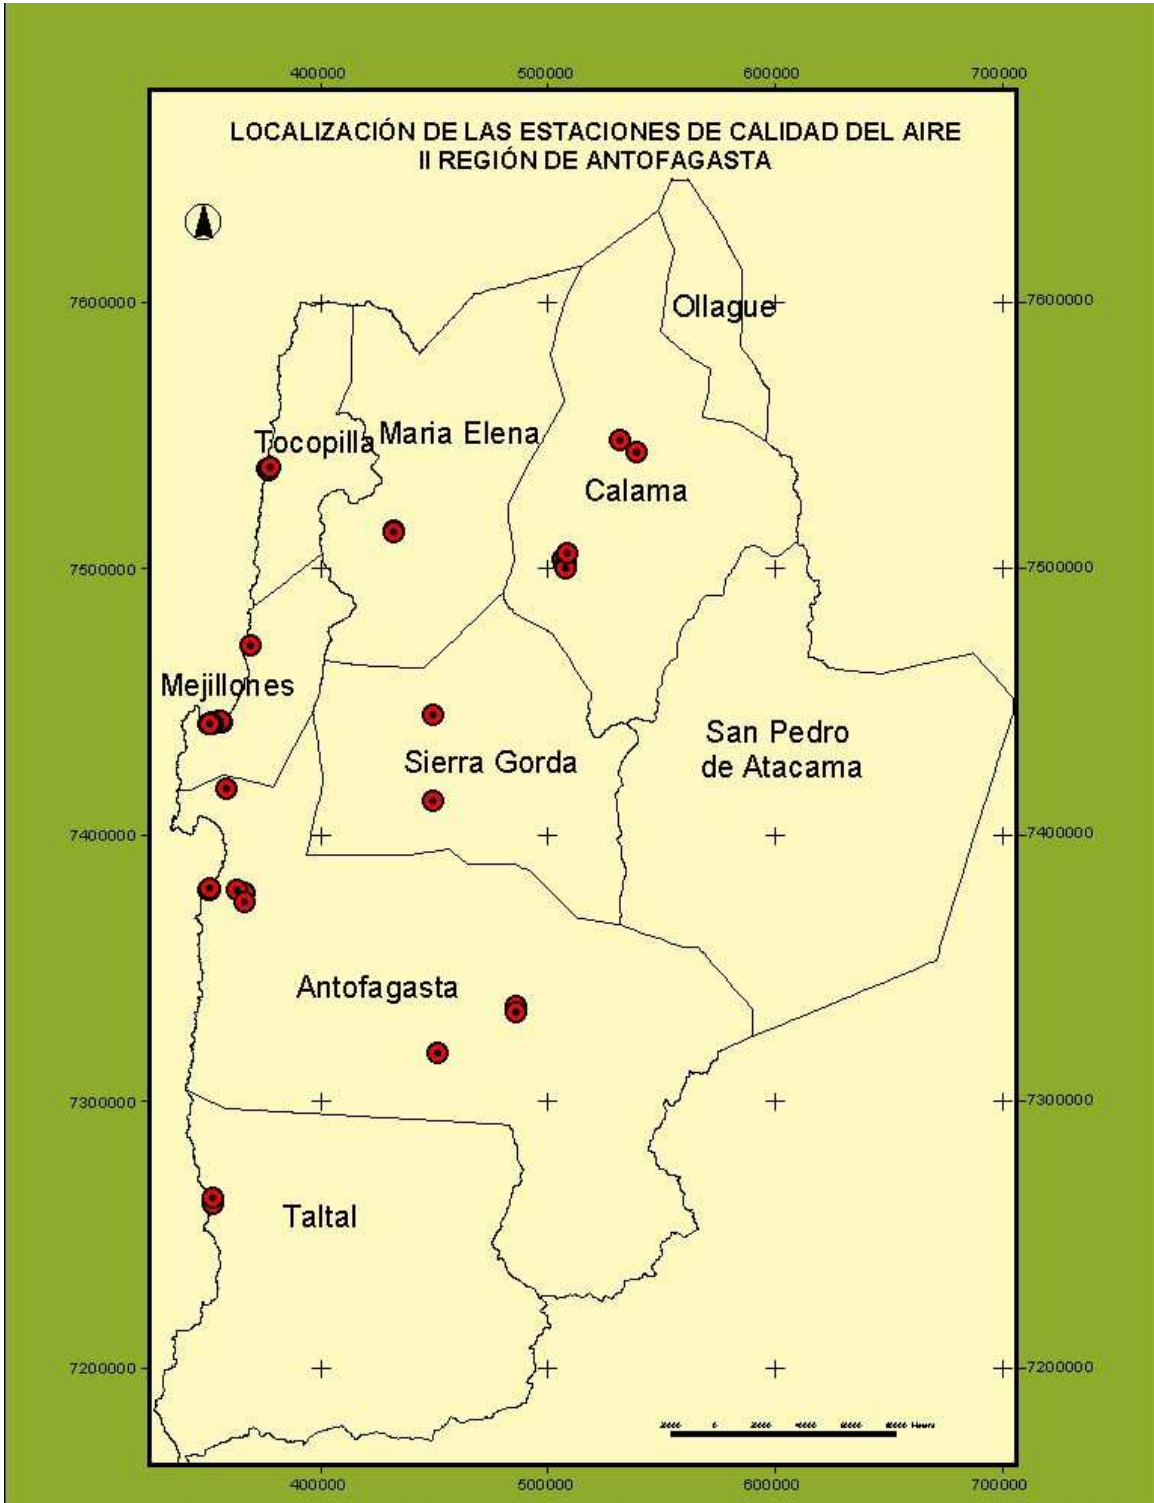 400000 500000 600000 700000
LOCALIZACIÓN DE LAS ESTACIONES DE CALIDAD DEL AIRE
II REGIÓN DE ANTOFAGASTA
7600000 7600000
Ollague
Tocopilla Maria Elena
Calama
7500000 7500000
Mejillones
San Pedro
de Atacama
Sierra Gorda
7400000 7400000
Antofagasta
7300000 7300000
Taltal
7200000 7200000
0 20000
400000 500000 600000 700000